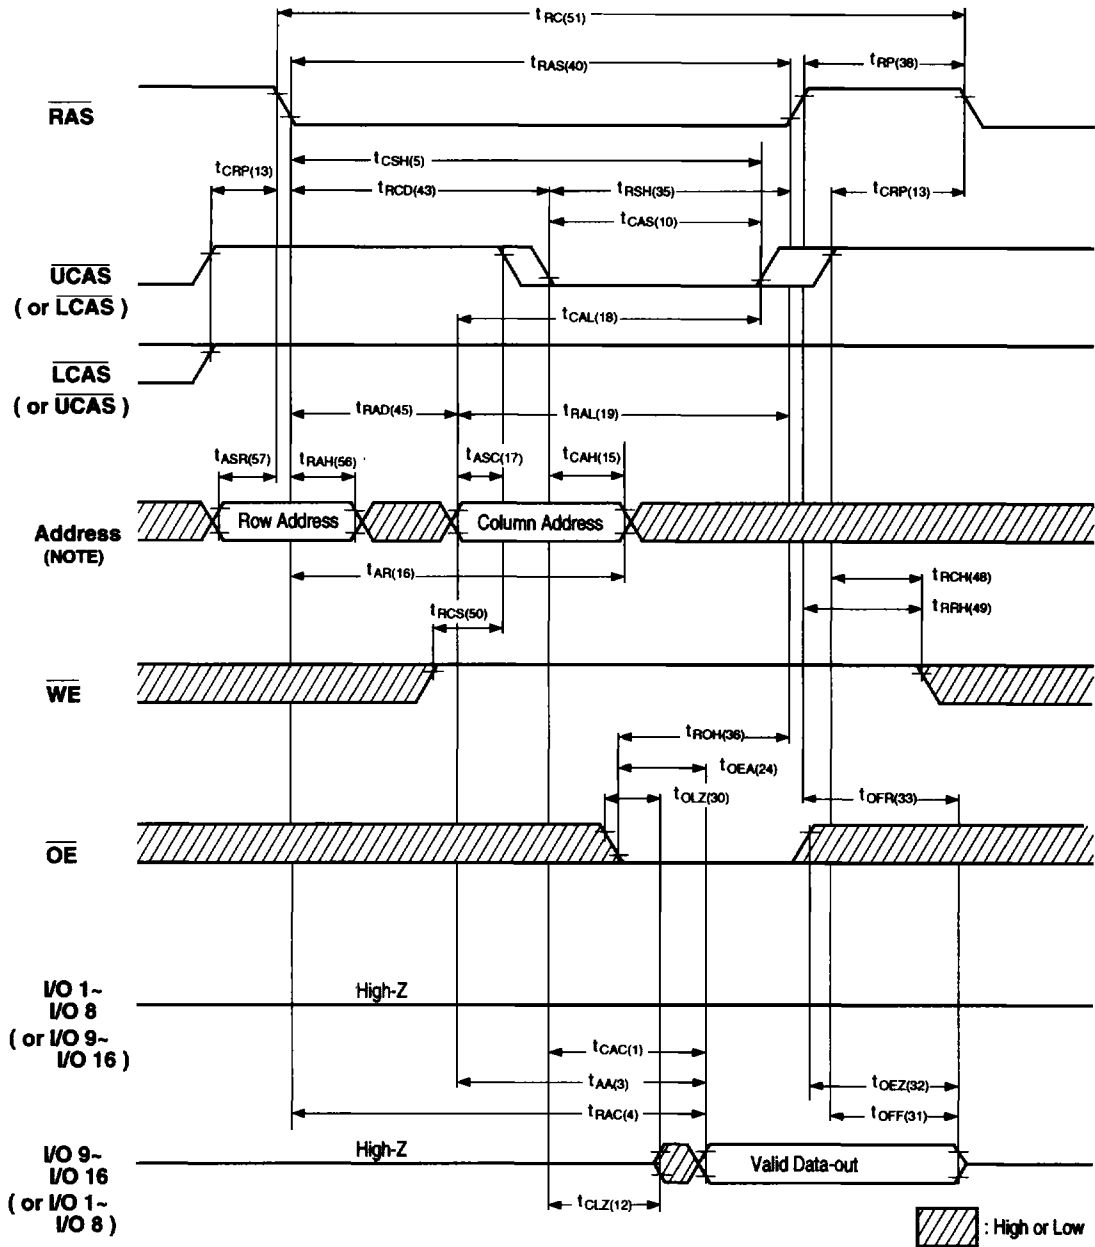 tRC(51)
tRAS(40)
tRP(38)
RAS
tCSH(5)
tCRP(13)
tRCD(43)
tRSH(35)
tCRP(13)
tCAS(10)
UCAS
( or LCAS )
tCAL(18)
LCAS
( or UCAS )
tRAD(45)
tRAL(19)
tASR(57)
tRAH(56)
tASC(17)
tCAH(15)
Address
(NOTE)
Row Address
Column Address
tAR(16)
tRCH(48)
tRRH(49)
tRCS(50)
WE
tROH(36)
tOEA(24)
tOLZ(30)
tOFR(33)
OE
I/O 1~
I/O 8
( or I/O 9~
I/O 16 )
High-Z
tCAC(1)
tAA(3)
tOEZ(32)
tRAC(4)
tOFF(31)
I/O 9~
I/O 16
( or I/O 1~
I/O 8 )
High-Z
Valid Data-out
tCLZ(12)
: High or Low